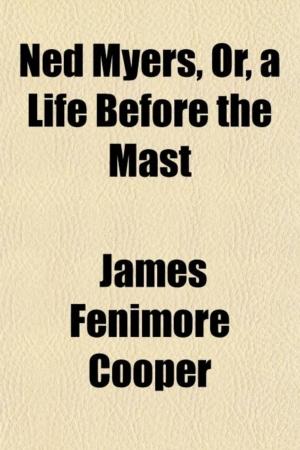 Ned Myers, Or, a
Life Before the
Mast
James
Fenimore
Cooper